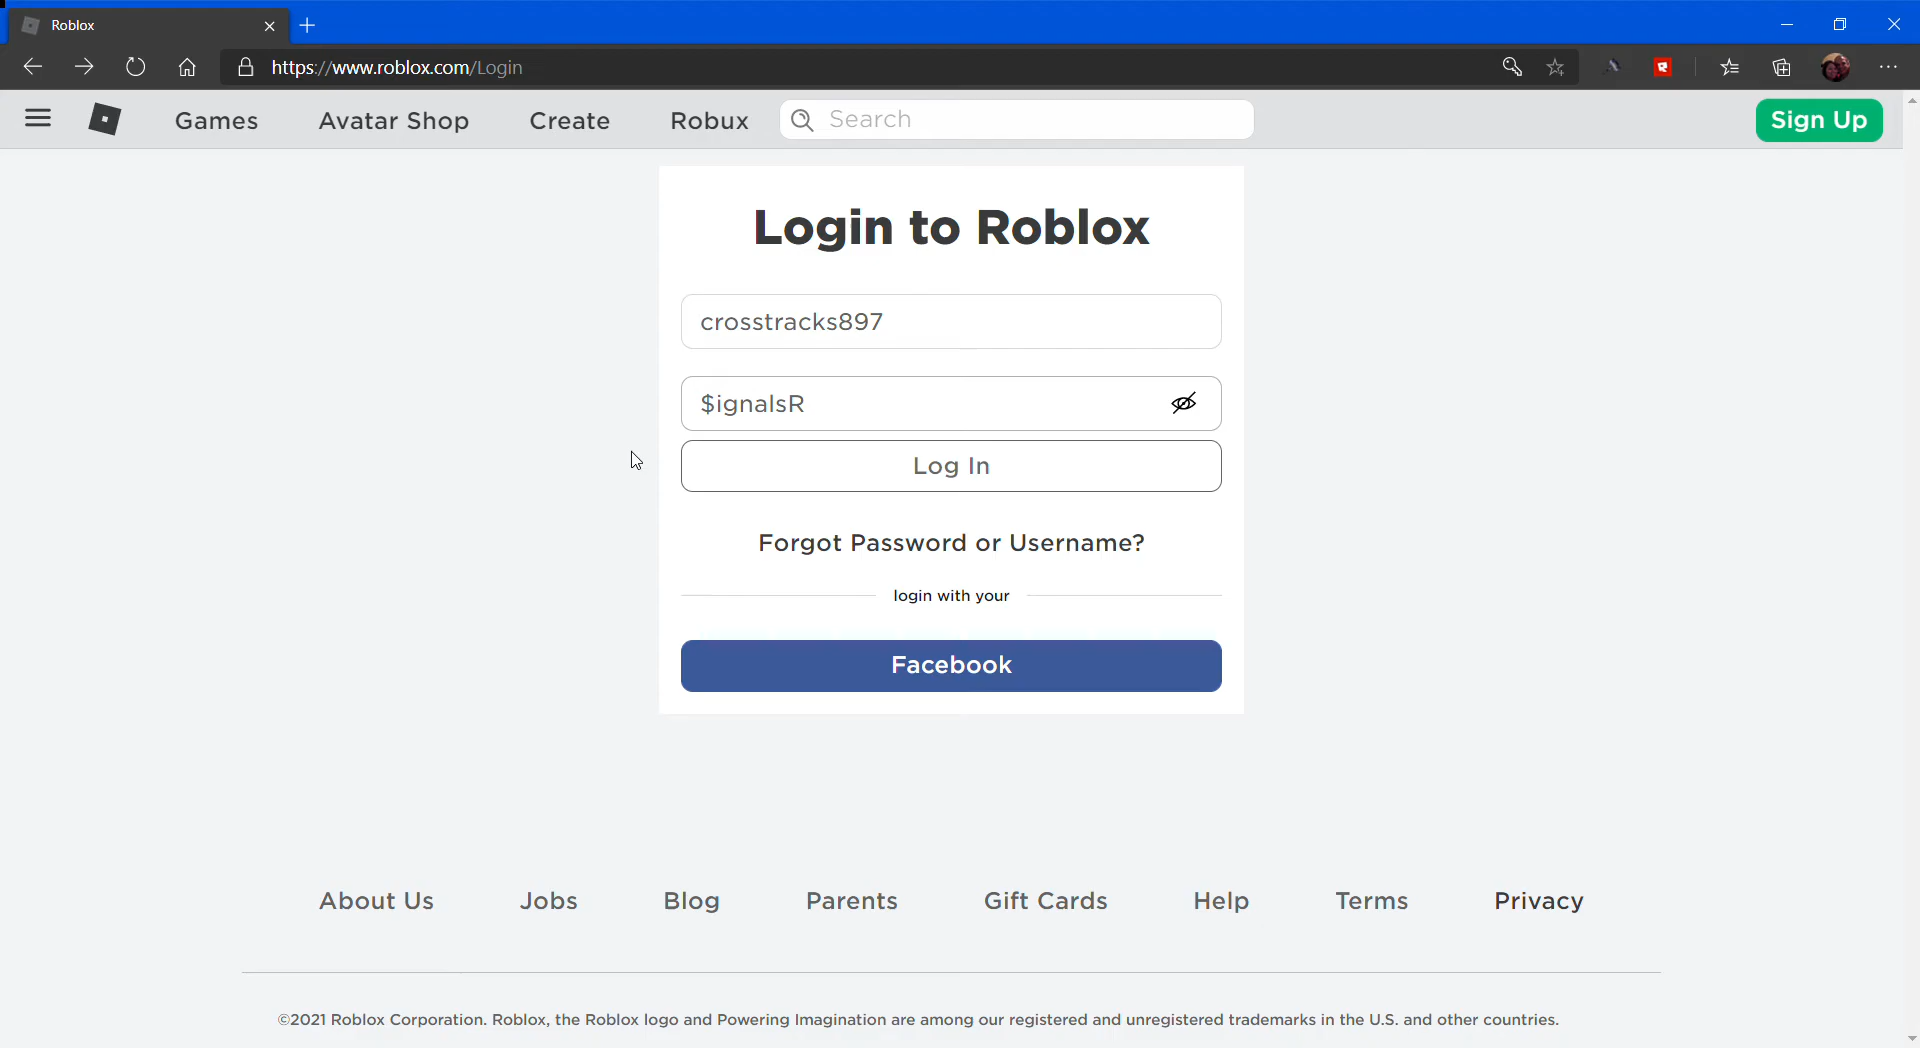 Roblox
https://www.roblox.com/Login
Games Avatar Shop Create Robux Search Sign Up
Login to Roblox
crosstracks897
$ignalsR
Log In
Forgot Password or Username?
login with your
Facebook
About Us Jobs Blog Parents Gift Cards Help Terms Privacy
©2021 Roblox Corporation. Roblox, the Roblox logo and Powering Imagination are among our registered and unregistered trademarks in the U.S. and other countries.